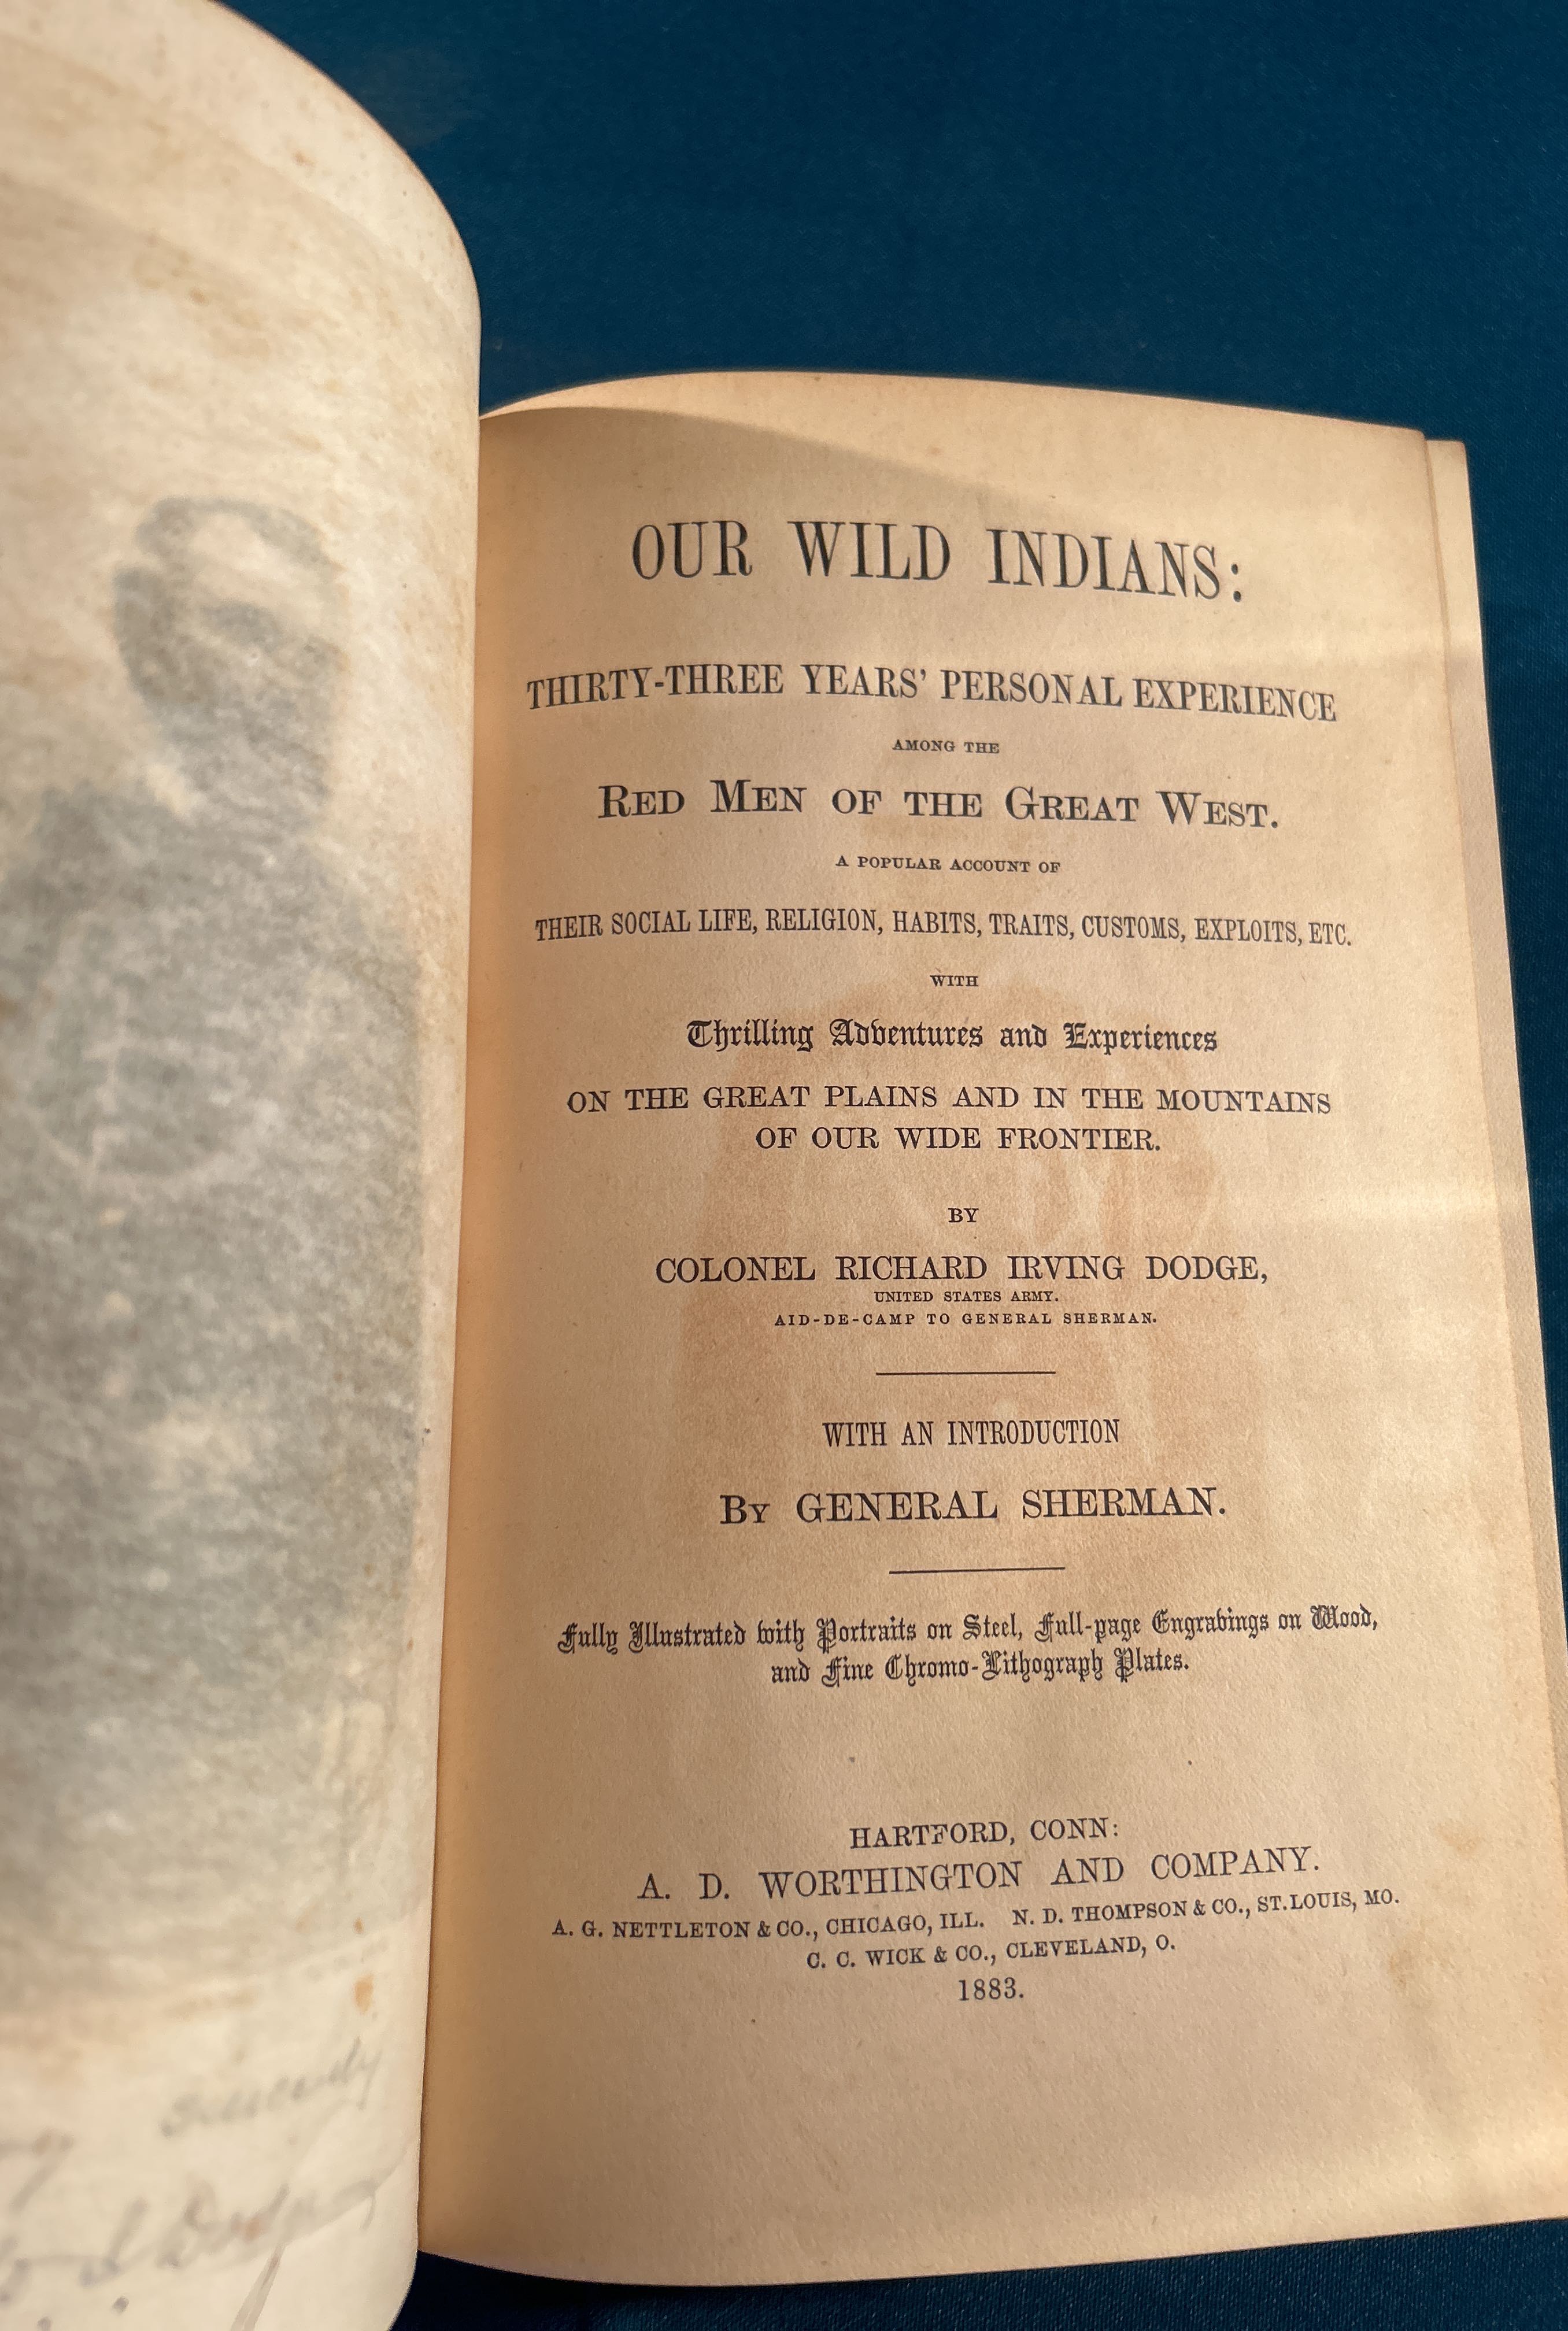 Sincerely
Dodge
OUR WILD INDIANS:
THIRTY-THREE YEARS' PERSONAL EXPERIENCE
AMONG THE
RED MEN OF THE GREAT WEST.
A POPULAR ACCOUNT OF
THEIR SOCIAL LIFE, RELIGION, HABITS, TRAITS, CUSTOMS, EXPLOITS, ETC.
WITH
Thrilling Adventures and Experiences
ON THE GREAT PLAINS AND IN THE MOUNTAINS
OF OUR WIDE FRONTIER.
BY
COLONEL RICHARD IRVING DODGE,
UNITED STATES ARMY.
AID-DE-CAMP TO GENERAL SHERMAN.
WITH AN INTRODUCTION
BY GENERAL SHERMAN.
Fully Illustrated with Portraits on Steel, Full-page Engravings on Wood,
and Fine Chromo-Lithograph Plates.
HARTFORD, CONN:
A. D. WORTHINGTON AND COMPANY.
A. G. NETTLETON & CO., CHICAGO, ILL. N. D. THOMPSON & CO., ST. LOUIS, MO.
C. C. WICK & CO., CLEVELAND, O.
1883.